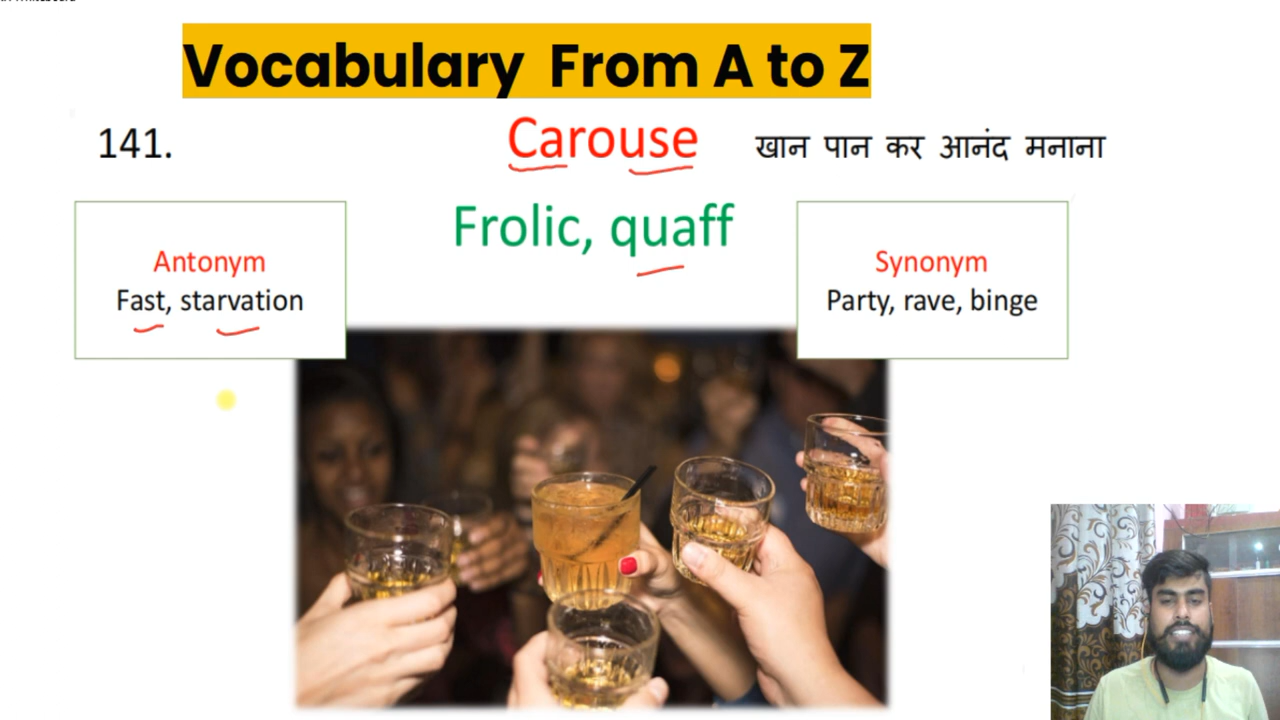 Vocabulary From A to Z
141.
Carouse
खान पान कर आनंद मनाना
Frolic, quaff
Antonym
Fast, starvation
Synonym
Party, rave, binge